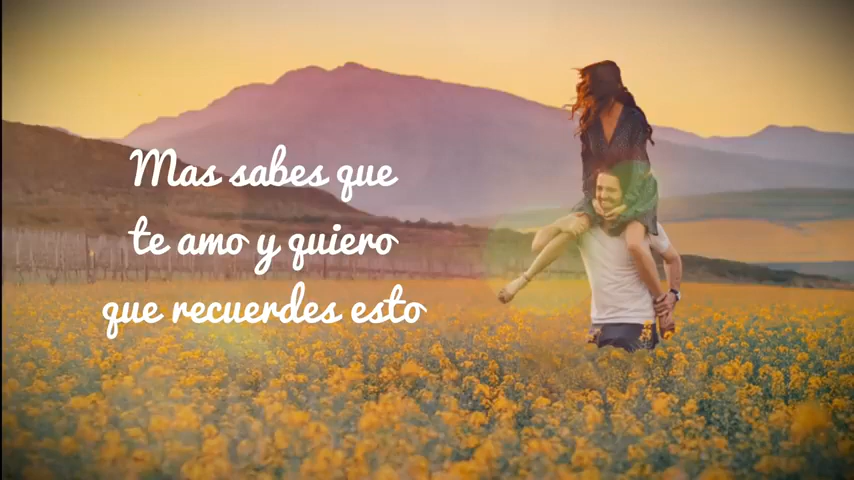 Mas sabes que
te amo y quiero
que recuerdes esto